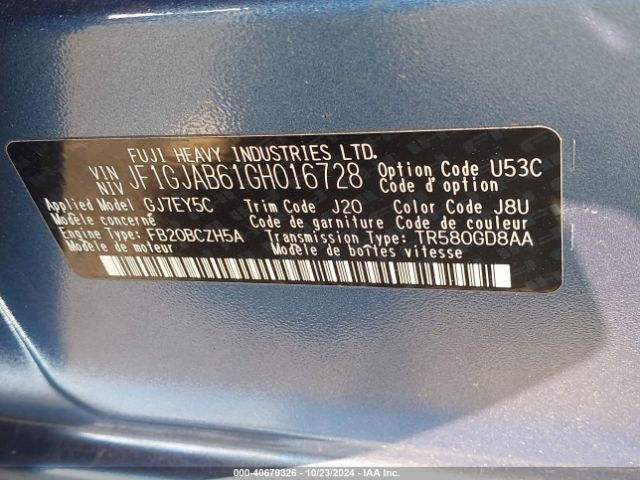 FUJI HEAVY INDUSTRIES LTD.
VIN
NIV JF1GJAB61GH016728 Option Code U53C
Code d'option
Applied Model GJ7EY5C Trim Code J20 Color Code J8U
Modèle concerné Code de garniture Code de couleur
Engine Type: FB20BCZH5A Transmission Type: TR580GD8AA
Modèle de moteur Modèle de boîtes vitesse
00-40679326 - 10/23/2024 - COPYRIGHT IAA